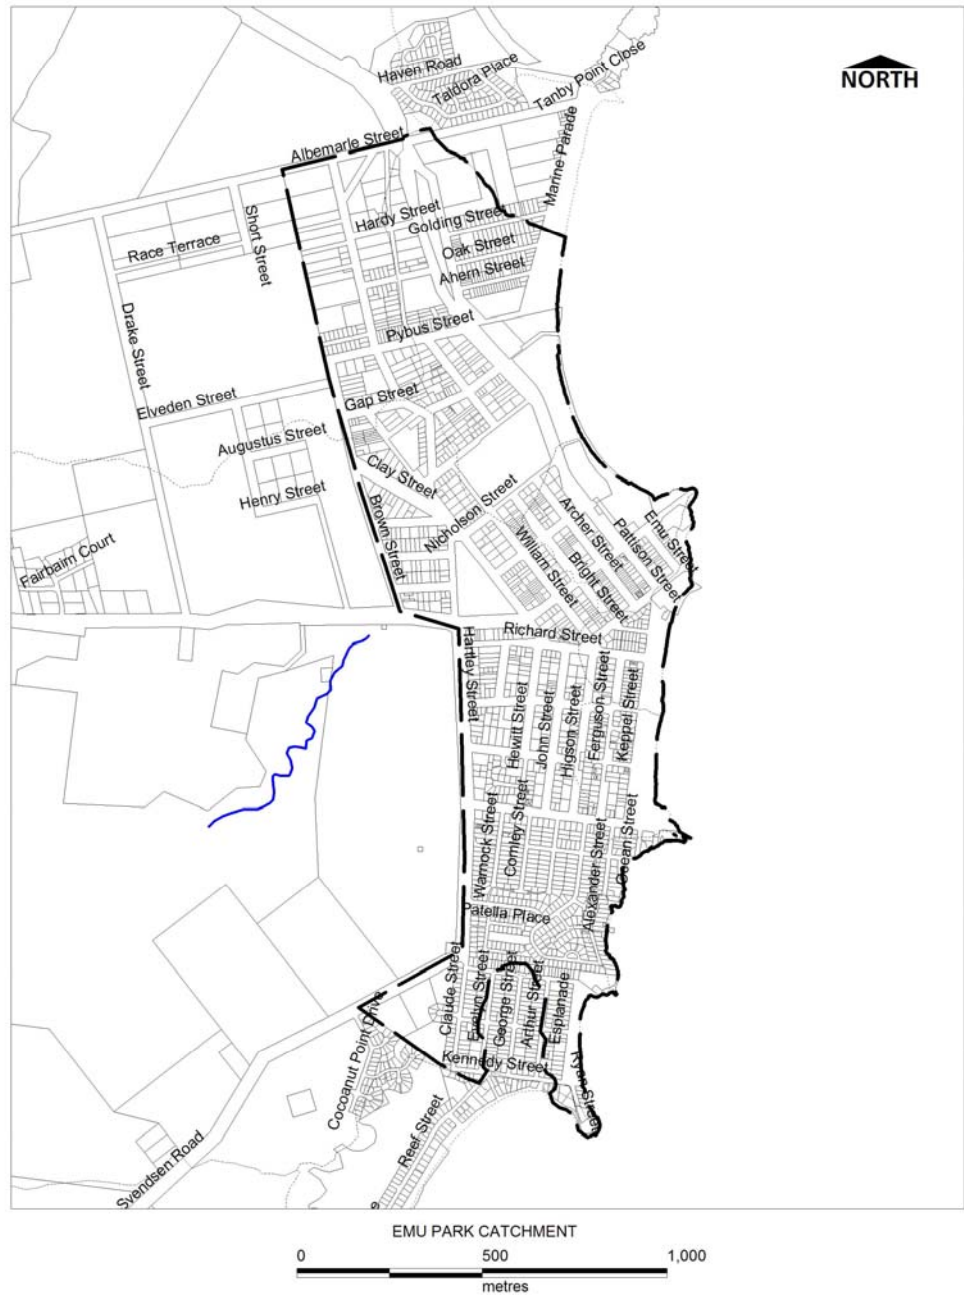 Haven Road
Taldora Place
Tanby Point Close
NORTH
Albemarle Street
Marine Parade
Hardy Street
Golding Street
Short Street
Race Terrace
Oak Street
Ahern Street
Drake Street
Pybus Street
Elveden Street
Gap Street
Augustus Street
Clay Street
Henry Street
Brown Street
Nicholson Street
Archer Street
Emu Street
Pattison Street
William Street
Bright Street
Fairbairn Court
Richard Street
Hartley Street
Hewitt Street
John Street
Higson Street
Ferguson Street
Keppel Street
Warnock Street
Comley Street
Alexander Street
Ocean Street
Patella Place
Claude Street
Evelyn Street
George Street
Arthur Street
Esplanade
Kennedy Street
Ryan Street
Cocoanut Point Drive
Reef Street
Svendsen Road
e
EMU PARK CATCHMENT
0 500 1,000
metres